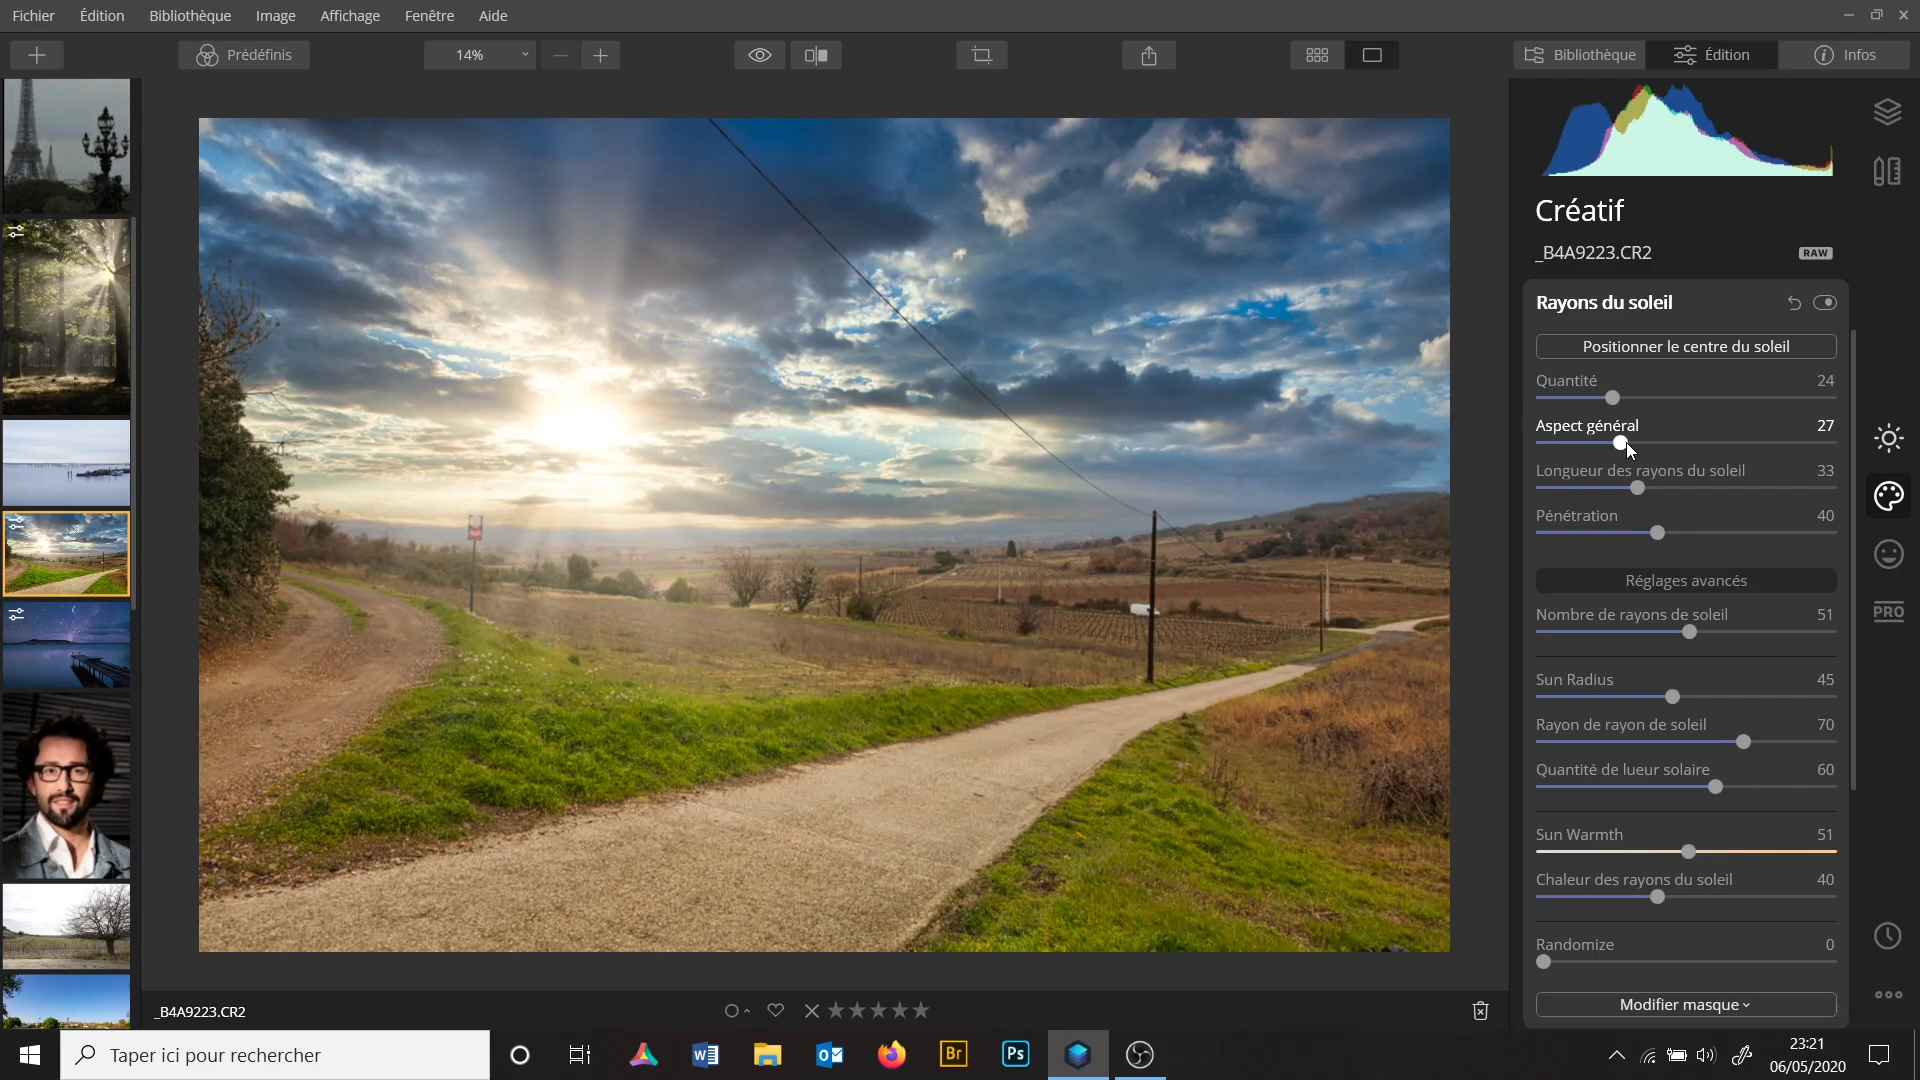 Fichier Édition Bibliothèque Image Affichage Fenêtre Aide
Prédéfinis 14% Bibliothèque Édition Infos
Créatif
_B4A9223.CR2 RAW
Rayons du soleil
Positionner le centre du soleil
Quantité 24
Aspect général 27
Longueur des rayons du soleil 33
Pénétration 40
Réglages avancés
Nombre de rayons de soleil 51
PRO
Sun Radius 45
Rayon de rayon de soleil 70
Quantité de lueur solaire 60
Sun Warmth 51
Chaleur des rayons du soleil 40
Randomize 0
Modifier masque
_B4A9223.CR2
Taper ici pour rechercher
Br
Ps
23:21
06/05/2020